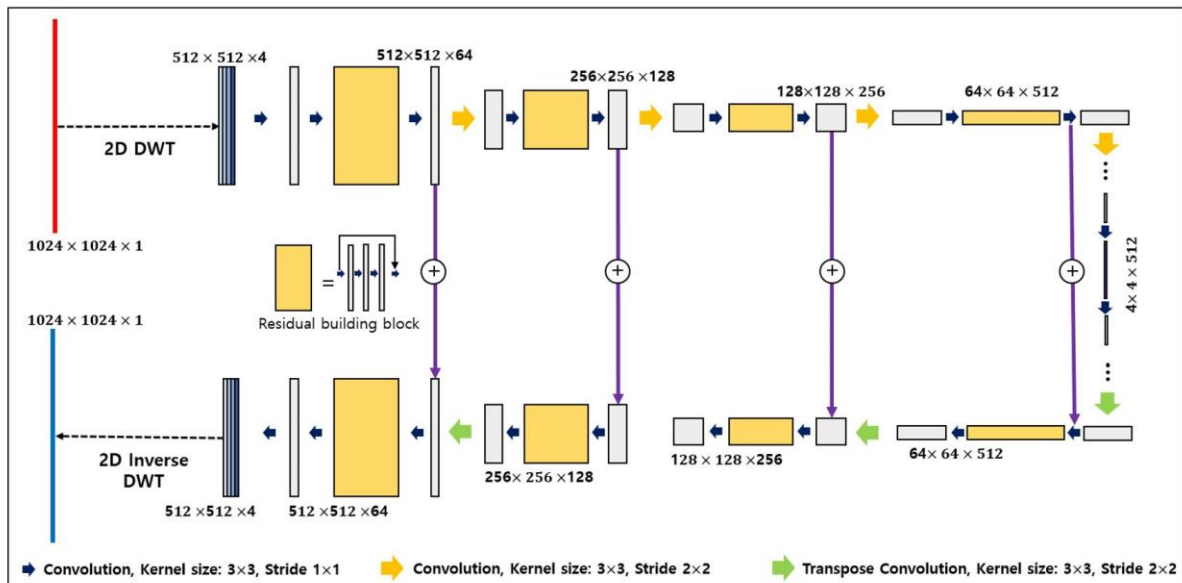 512 × 512 ×4
512×512 ×64
256×256 ×128
128×128 × 256
64× 64 × 512
2D DWT
1024 × 1024 ×1
+
+
+
+
4× 4× 512
=
Residual building block
1024 × 1024 ×1
2D Inverse
DWT
512 ×512 ×4
512 ×512 ×64
256× 256 ×128
128 × 128 ×256
64× 64 × 512
Convolution, Kernel size: 3×3, Stride 1×1
Convolution, Kernel size: 3×3, Stride 2×2
Transpose Convolution, Kernel size: 3×3, Stride 2×2